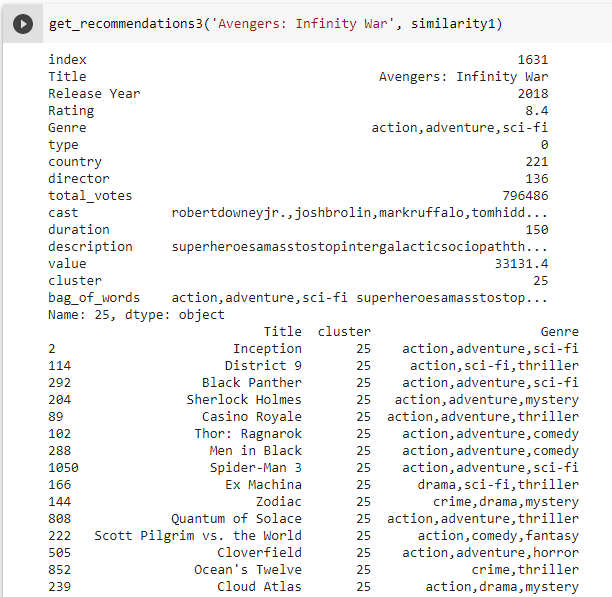 get_recommendations3('Avengers: Infinity War', similarity1)
index 1631
Title Avengers: Infinity War
Release Year 2018
Rating 8.4
Genre action,adventure,sci-fi
type 0
country 221
director 136
total_votes 796486
cast robertdowneyjr.,joshbrolin,markruffalo,tomhidd...
duration 150
description superheroesamasstostopintergalacticsociopathth...
value 33131.4
cluster 25
bag_of_words action,adventure,sci-fi superheroesamasstostop...
Name: 25, dtype: object
Title cluster Genre
2 Inception 25 action,adventure,sci-fi
114 District 9 25 action,sci-fi,thriller
292 Black Panther 25 action,adventure,sci-fi
204 Sherlock Holmes 25 action,adventure,mystery
89 Casino Royale 25 action,adventure,thriller
102 Thor: Ragnarok 25 action,adventure,comedy
288 Men in Black 25 action,adventure,comedy
1050 Spider-Man 3 25 action,adventure,sci-fi
166 Ex Machina 25 drama,sci-fi,thriller
144 Zodiac 25 crime,drama,mystery
808 Quantum of Solace 25 action,adventure,thriller
222 Scott Pilgrim vs. the World 25 action,comedy,fantasy
505 Cloverfield 25 action,adventure,horror
852 Ocean's Twelve 25 crime,thriller
239 Cloud Atlas 25 action,drama,mystery